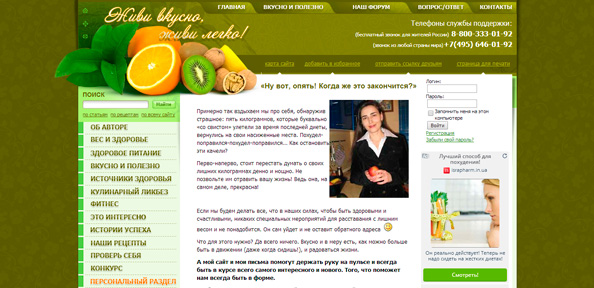 ГЛАВНАЯ ВКУСНО И ПОЛЕЗНО НАШ ФОРУМ ВОПРОС/ОТВЕТ КОНТАКТЫ
Живи вкусно,
живи легко!
Телефоны службы поддержки:
(бесплатный звонок для жителей России) 8-800-333-01-92
(звонок из любой страны мира) +7(495) 646-01-92
карта сайта добавить в избранное отправить ссылку друзьям страница для печати
ПОИСК
Найти
по статьям по рецептам по всему сайту
ОБ АВТОРЕ
ВЕС И ЗДОРОВЬЕ
ЗДОРОВОЕ ПИТАНИЕ
ВКУСНО И ПОЛЕЗНО
ИСТОЧНИКИ ЗДОРОВЬЯ
КУЛИНАРНЫЙ ЛИКБЕЗ
ФИТНЕС
ЭТО ИНТЕРЕСНО
ИСТОРИИ УСПЕХА
НАШИ РЕЦЕПТЫ
ПРОВЕРЬ СЕБЯ
КОНКУРС
ПЕРСОНАЛЬНЫЙ РАЗДЕЛ
«Ну вот, опять! Когда же это закончится?»
Примерно так вздыхаем мы про себя, обнаружив
страшное: пять килограммов, которые буквально
«со свистом» улетели за время последней диеты,
вернулись на свои насиженные места. Похудел-
поправился-похудел-поправился... Как остановить
эти качели?
Перво-наперво, стоит перестать думать о своих
лишних килограммах денно и нощно. Не
позвольте им отравить вашу жизнь! Ведь она, на
самом деле, прекрасна!
Если мы будем делать все, что в наших силах, чтобы быть здоровыми и
счастливыми, никаких специальных мероприятий для расставания с лишним
весом и не понадобится. Он сам уйдет и не оставит обратного адреса
Что для этого нужно? Да всего ничего. Вкусно и в меру есть, как можно больше
быть в движении (даже когда сидишь!), и радоваться жизни.
А мой сайт и мои письма помогут держать руку на пульсе и всегда
быть в курсе всего самого интересного и нового. Того, что поможет
нам всегда быть в форме.
Логин:
Пароль:
Запомнить меня на этом
компьютере
Войти
Регистрация
Забыли свой пароль?
Лучший способ для
похудения!
israpharm.in.ua
Он реально действует! Теперь не
надо сидеть на жестких диетах!
Смотреть!